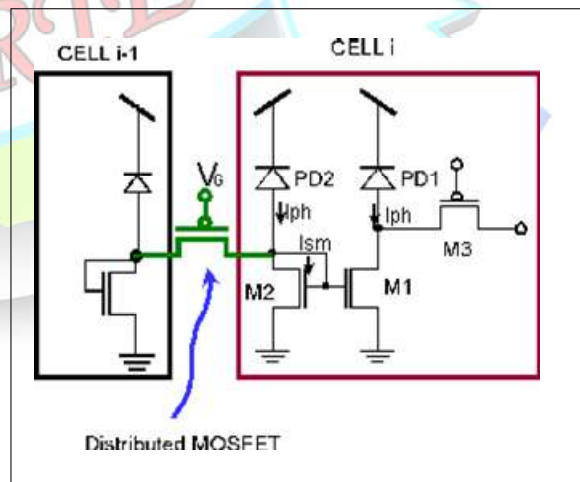 CELL i-1
CELL i
VG
PD2
PD1
Iph
Iph
Ism
M3
M2
M1
Distributed MOSFET